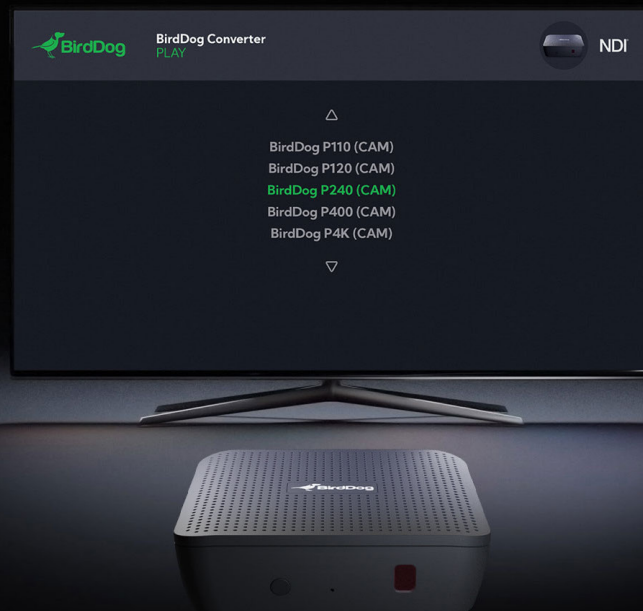 BirdDog
BirdDog Converter
PLAY
NDI
BirdDog P110 (CAM)
BirdDog P120 (CAM)
BirdDog P240 (CAM)
BirdDog P400 (CAM)
BirdDog P4K (CAM)
BirdDog